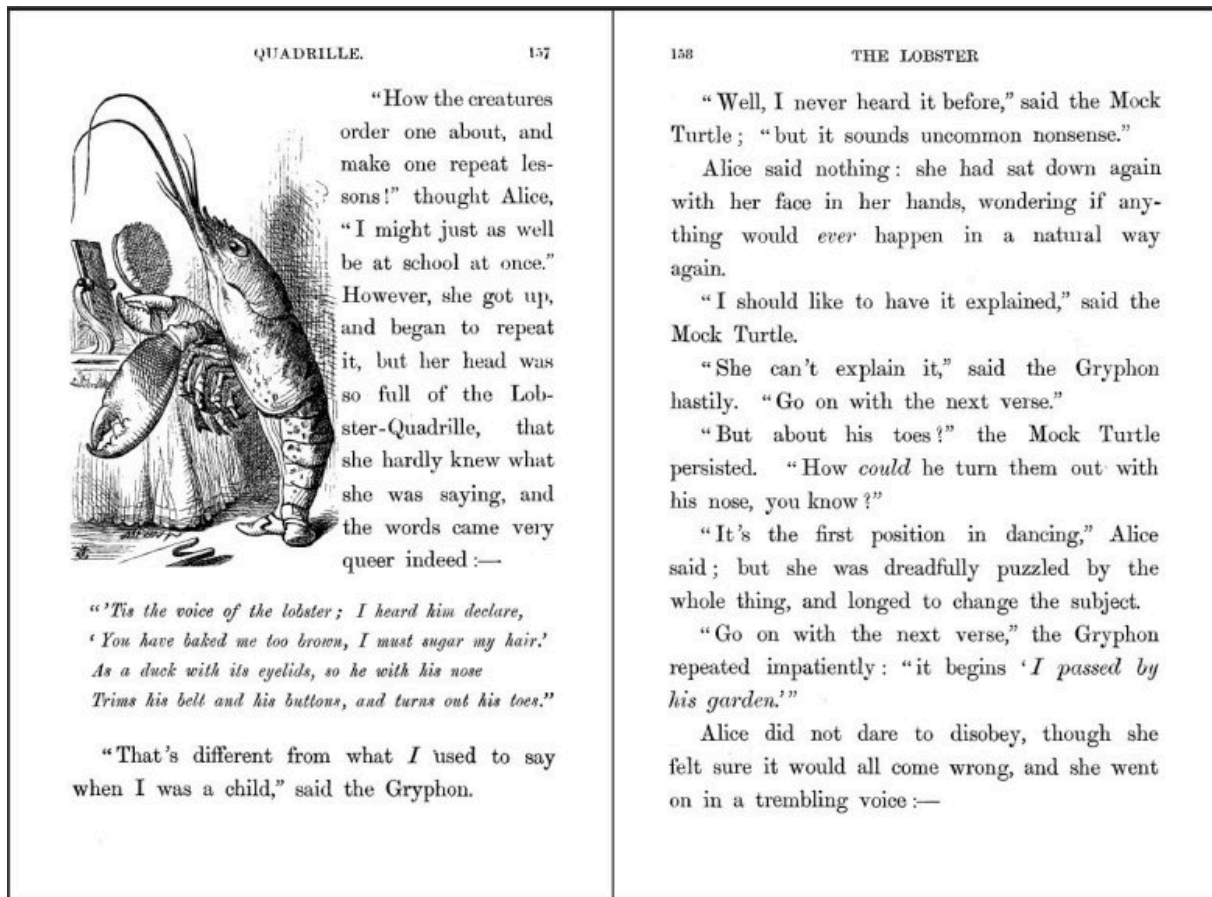 QUADRILLE. 157
“How the creatures
order one about, and
make one repeat les-
sons!” thought Alice,
“I might just as well
be at school at once.”
However, she got up,
and began to repeat
it, but her head was
so full of the Lob-
ster-Quadrille, that
she hardly knew what
she was saying, and
the words came very
queer indeed :—
“’Tis the voice of the lobster; I heard him declare,
‘You have baked me too brown, I must sugar my hair.’
As a duck with its eyelids, so he with his nose
Trims his belt and his buttons, and turns out his toes.”
“That’s different from what I used to say
when I was a child,” said the Gryphon.
158 THE LOBSTER
“Well, I never heard it before,” said the Mock
Turtle; “but it sounds uncommon nonsense.”
Alice said nothing: she had sat down again
with her face in her hands, wondering if any-
thing would ever happen in a natural way
again.
“I should like to have it explained,” said the
Mock Turtle.
“She can’t explain it,” said the Gryphon
hastily. “Go on with the next verse.”
“But about his toes?” the Mock Turtle
persisted. “How could he turn them out with
his nose, you know?”
“It’s the first position in dancing,” Alice
said; but she was dreadfully puzzled by the
whole thing, and longed to change the subject.
“Go on with the next verse,” the Gryphon
repeated impatiently: “it begins ‘I passed by
his garden.’”
Alice did not dare to disobey, though she
felt sure it would all come wrong, and she went
on in a trembling voice :—